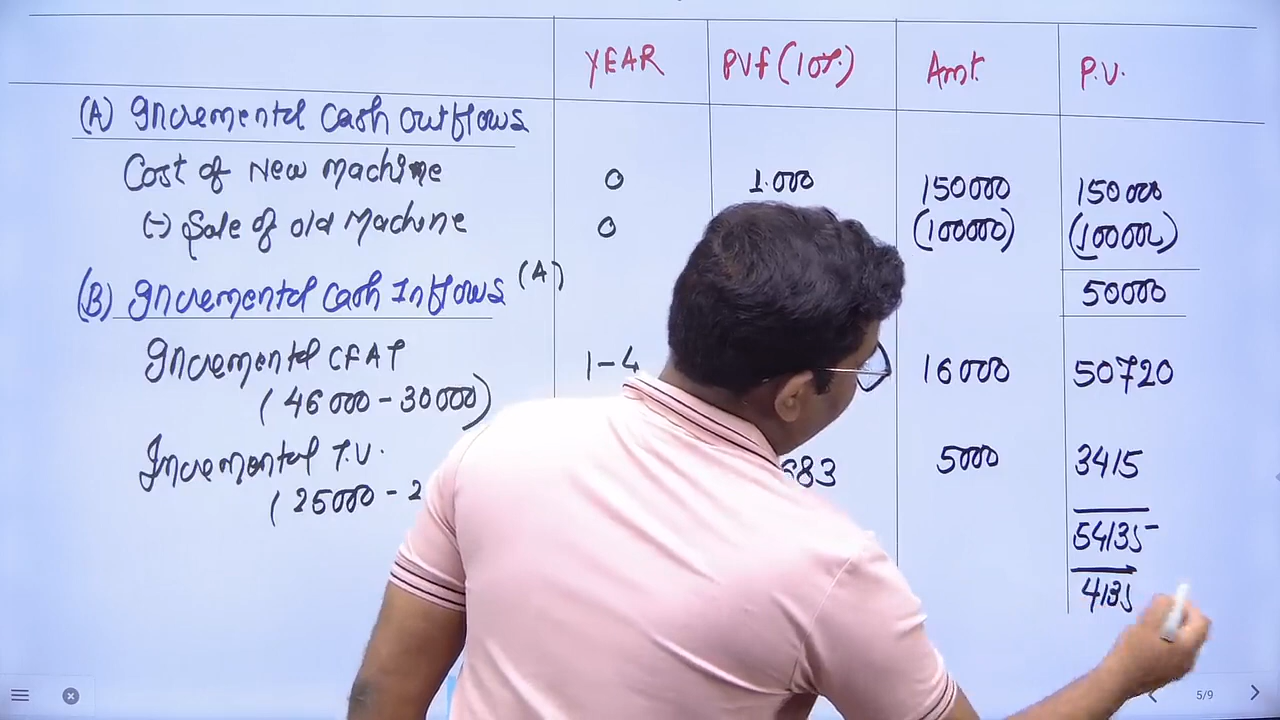 YEAR PVf (10%) Amt. P.V.
(A) Incremental Cash Outflows
Cost of New Machine 0 1.000 150000 150000
(-) Sale of old Machine 0 (100000) (100000)
(A) 50000
(B) Incremental Cash Inflows
Incremental CFAT 1-4 16000 50720
(46000 - 30000)
Incremental T.V. 683 5000 3415
(25000 - 2
54135
4135
5/9